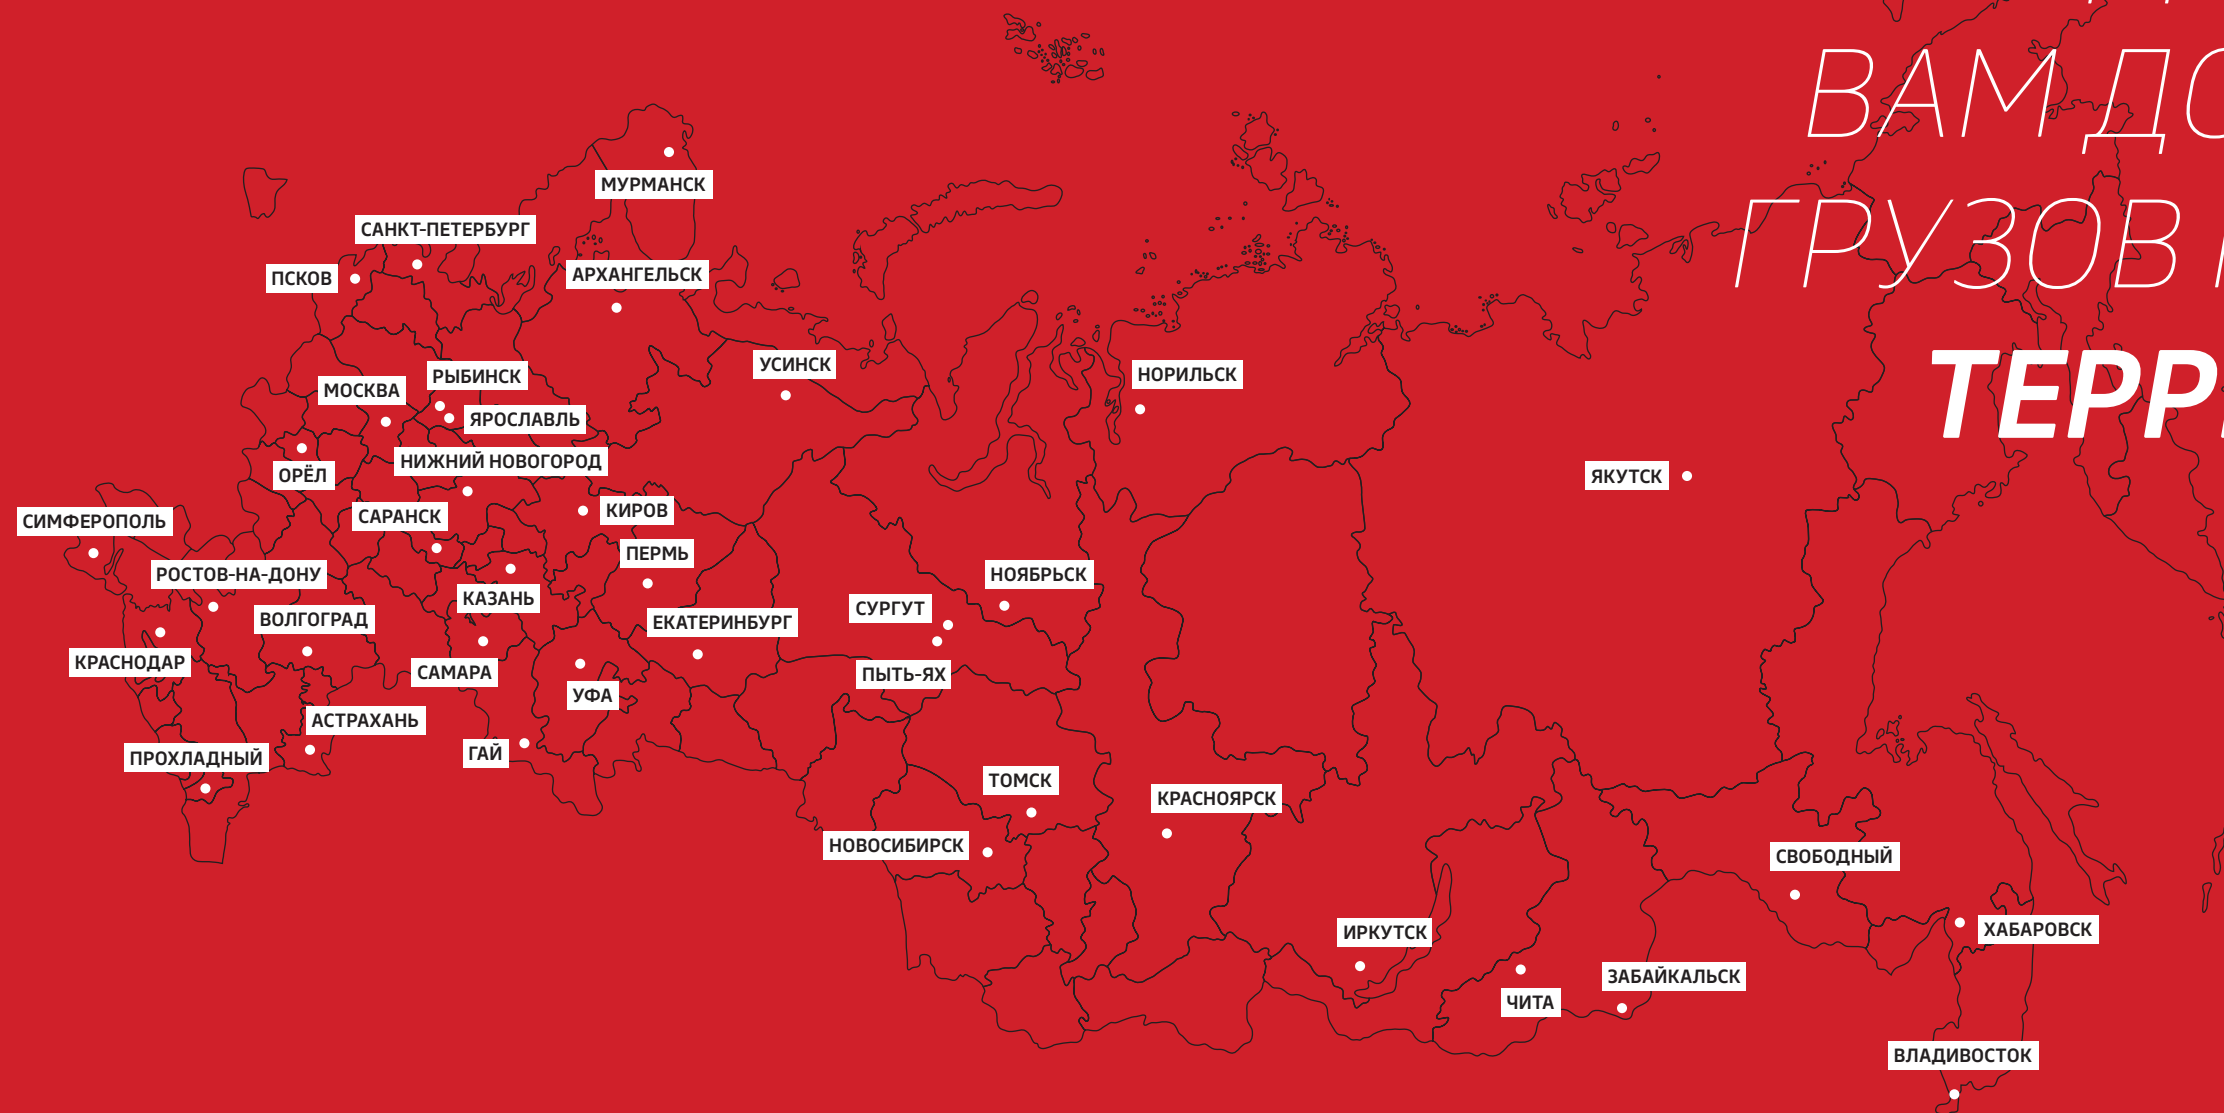 ВАМ
ГРУЗОВ
МУРМАНСК
САНКТ-ПЕТЕРБУРГ
ПСКОВ
АРХАНГЕЛЬСК
УСИНСК
НОРИЛЬСК
РЫБИНСК
МОСКВА
ЯРОСЛАВЛЬ
НИЖНИЙ НОВОГОРОД
ОРЁЛ
ЯКУТСК
САРАНСК
КИРОВ
СИМФЕРОПОЛЬ
ПЕРМЬ
РОСТОВ-НА-ДОНУ
НОЯБРЬСК
КАЗАНЬ
СУРГУТ
ВОЛГОГРАД
ЕКАТЕРИНБУРГ
КРАСНОДАР
САМАРА
ПЫТЬ-ЯХ
УФА
АСТРАХАНЬ
ГАЙ
ПРОХЛАДНЫЙ
ТОМСК
КРАСНОЯРСК
НОВОСИБИРСК
СВОБОДНЫЙ
ИРКУТСК
ХАБАРОВСК
ЗАБАЙКАЛЬСК
ЧИТА
ВЛАДИВОСТОК